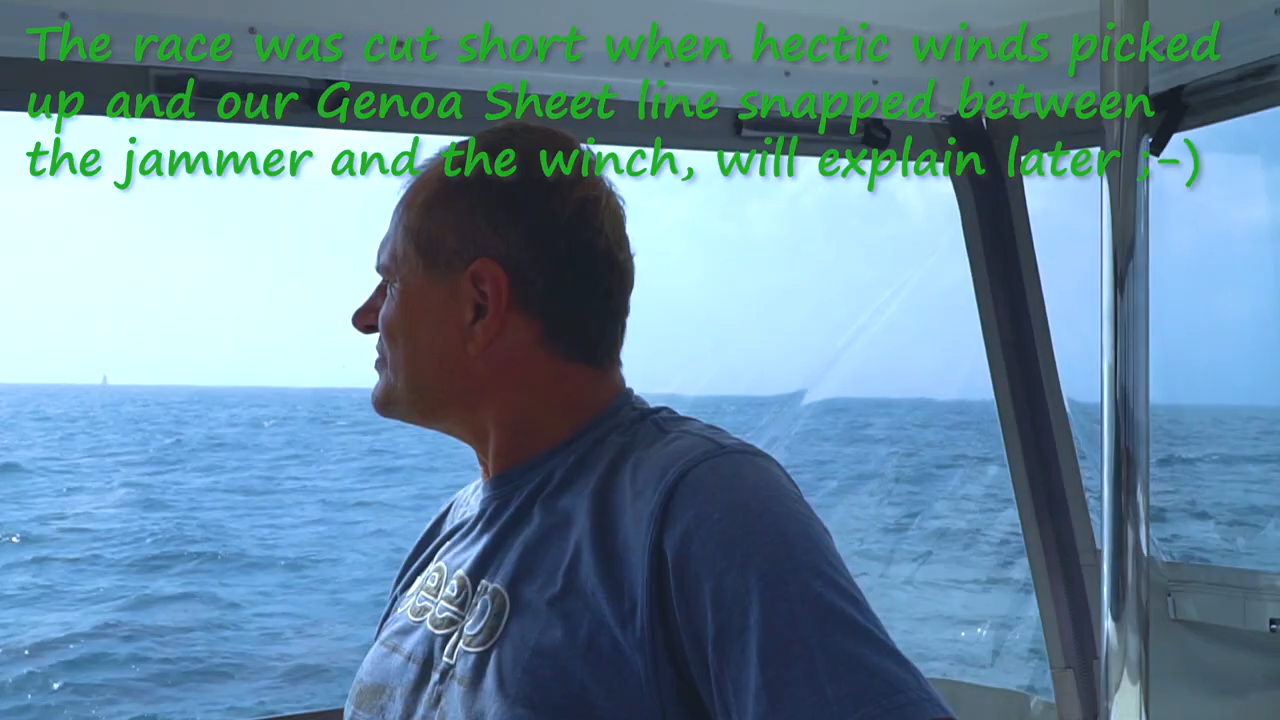 The race was cut short when hectic winds picked
up and our Genoa Sheet line snapped between
the jammer and the winch, will explain later ;-)
Jeep